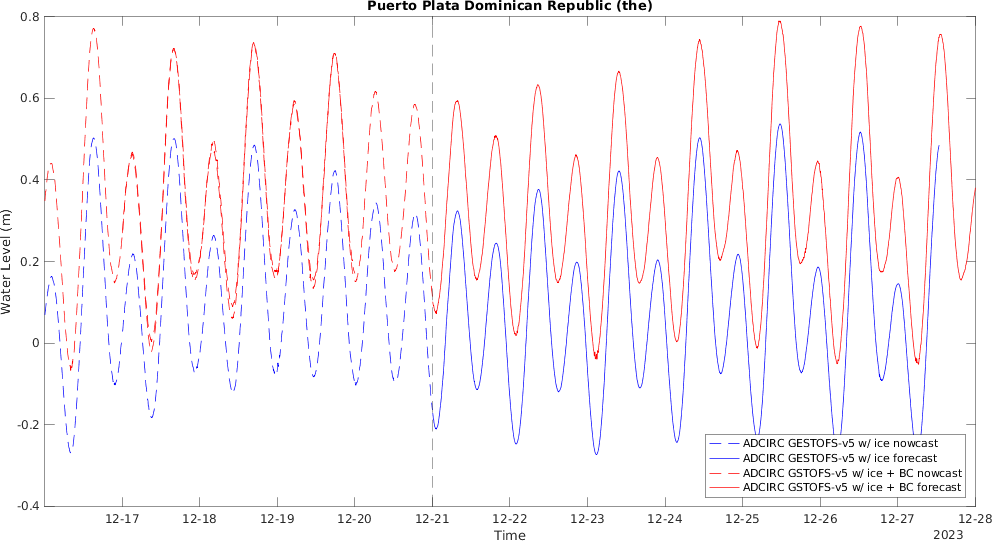 Puerto Plata Dominican Republic (the)
0.8
0.6
0.4
0.2
0
-0.2
-0.4
Water Level (m)
ADCIRC GESTOFS-v5 w/ ice nowcast
ADCIRC GESTOFS-v5 w/ ice forecast
ADCIRC GSTOFS-v5 w/ ice + BC nowcast
ADCIRC GSTOFS-v5 w/ ice + BC forecast
12-17 12-18 12-19 12-20 12-21 12-22 12-23 12-24 12-25 12-26 12-27 12-28
Time
2023